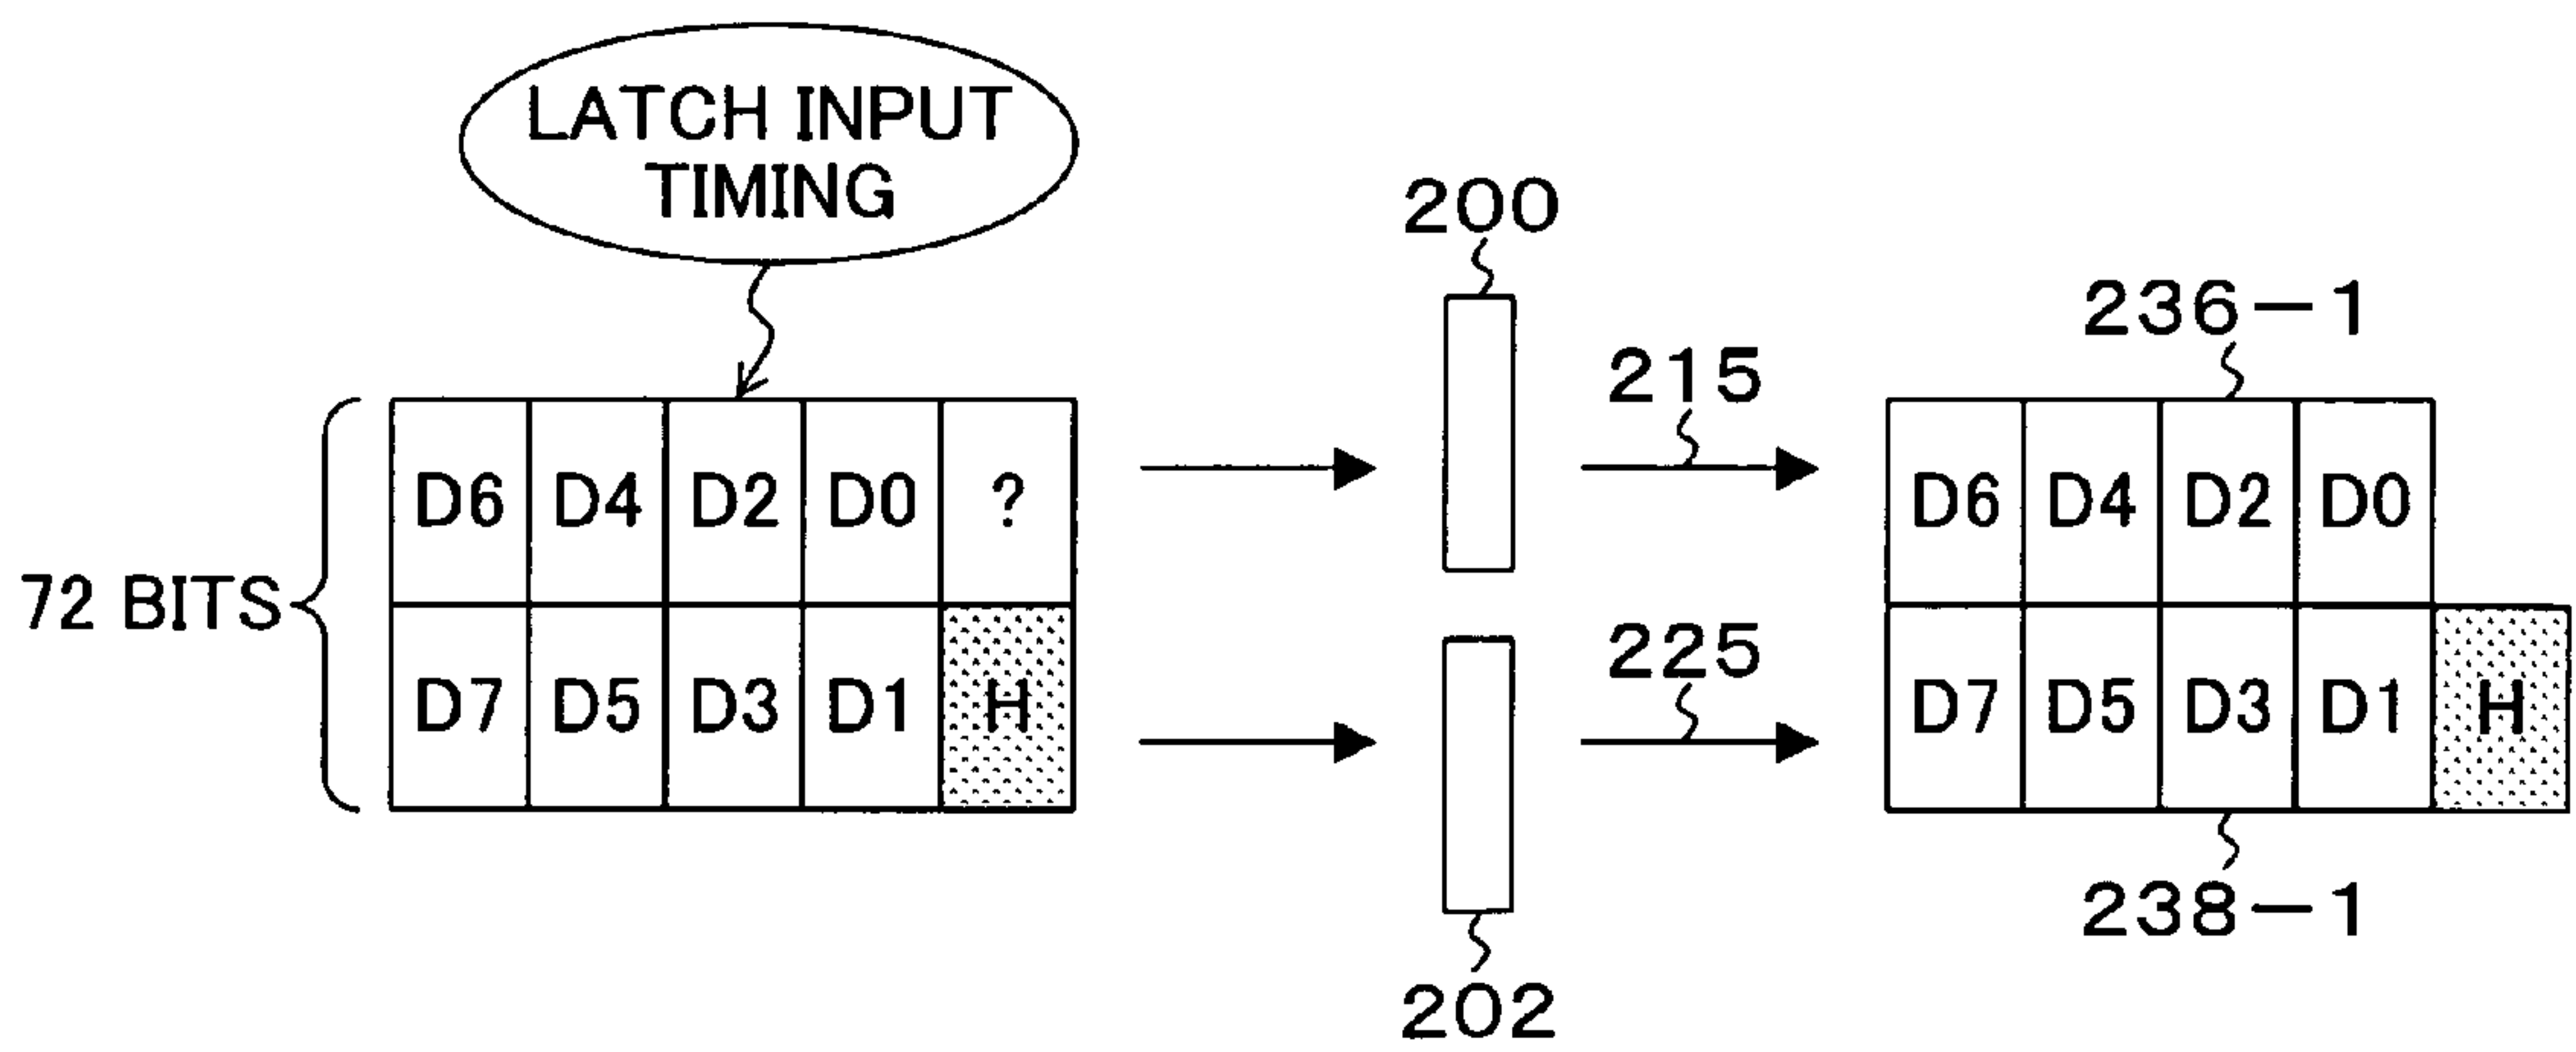 LATCH INPUT
TIMING
200
236-1
215
D6 D4 D2 D0 ?
D6 D4 D2 D0
72 BITS
225
D7 D5 D3 D1 H
D7 D5 D3 D1 H
238-1
202